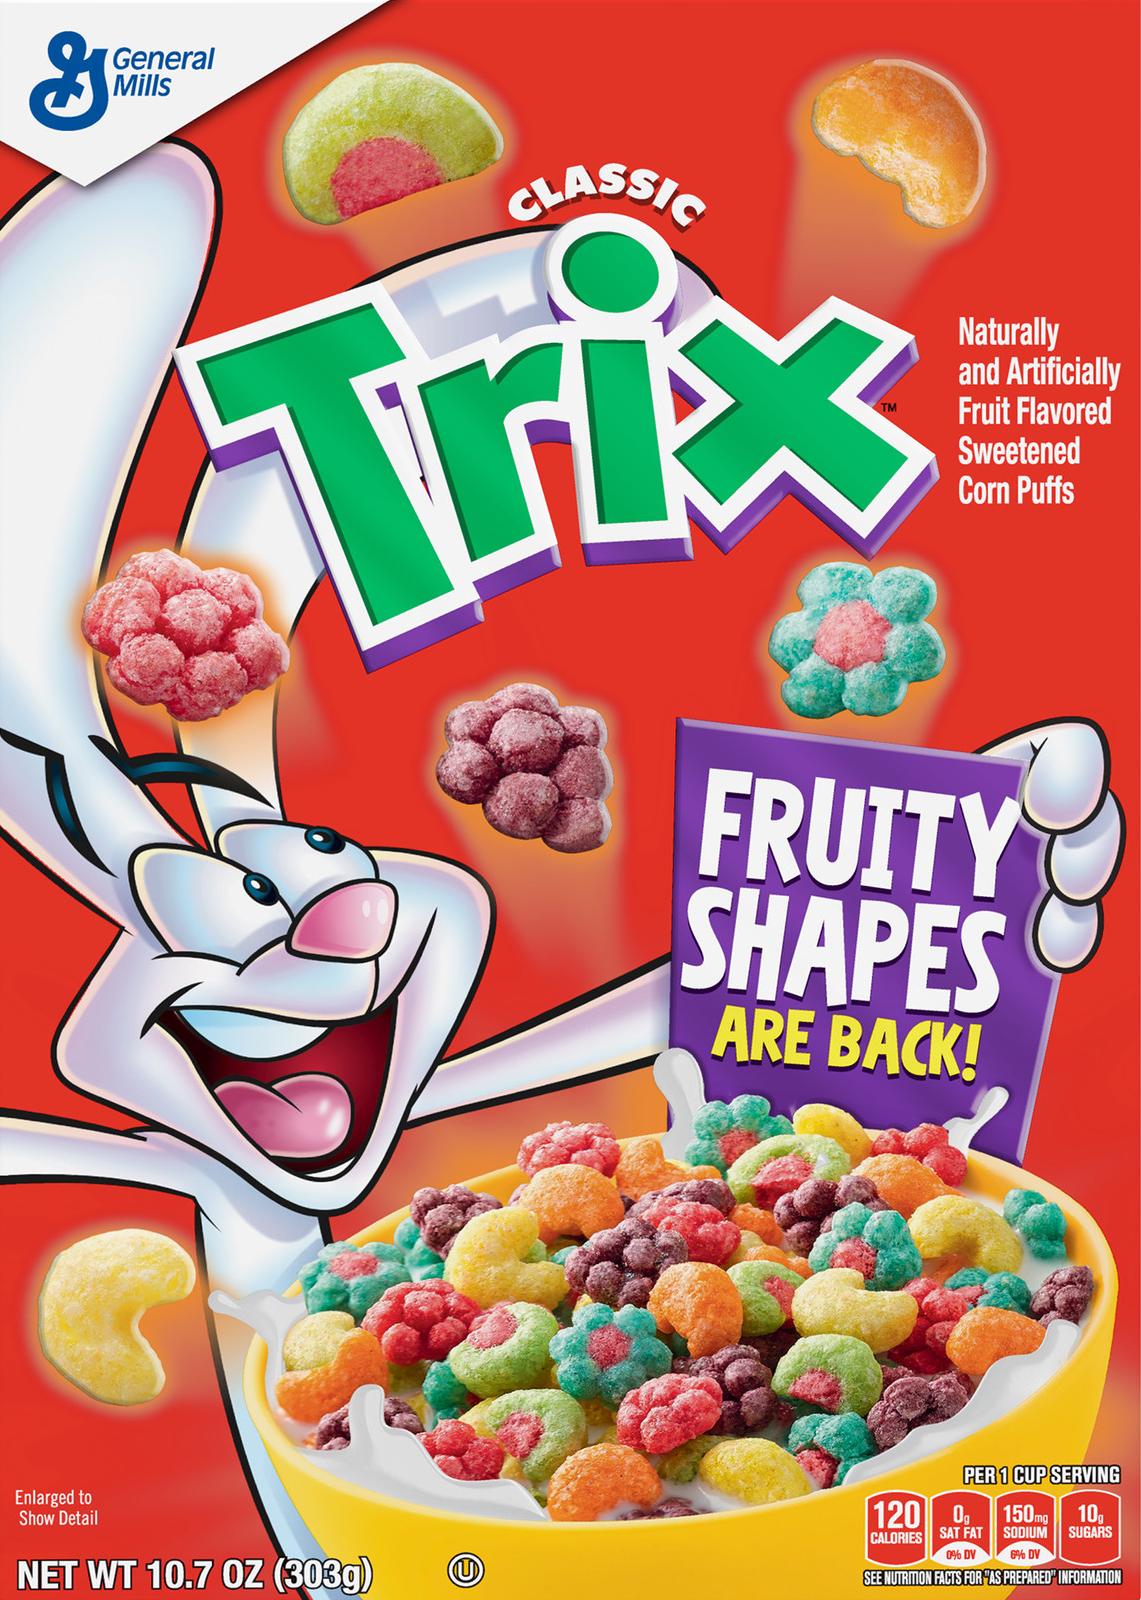 General
Mills
CLASSIC
Trix™
Naturally
and Artificially
Fruit Flavored
Sweetened
Corn Puffs
FRUITY
SHAPES
ARE BACK!
Enlarged to
Show Detail
NET WT 10.7 OZ (303g)
U
PER 1 CUP SERVING
120
CALORIES
0g
SAT FAT
0% DV
150mg
SODIUM
6% DV
10g
SUGARS
SEE NUTRITION FACTS FOR "AS PREPARED" INFORMATION